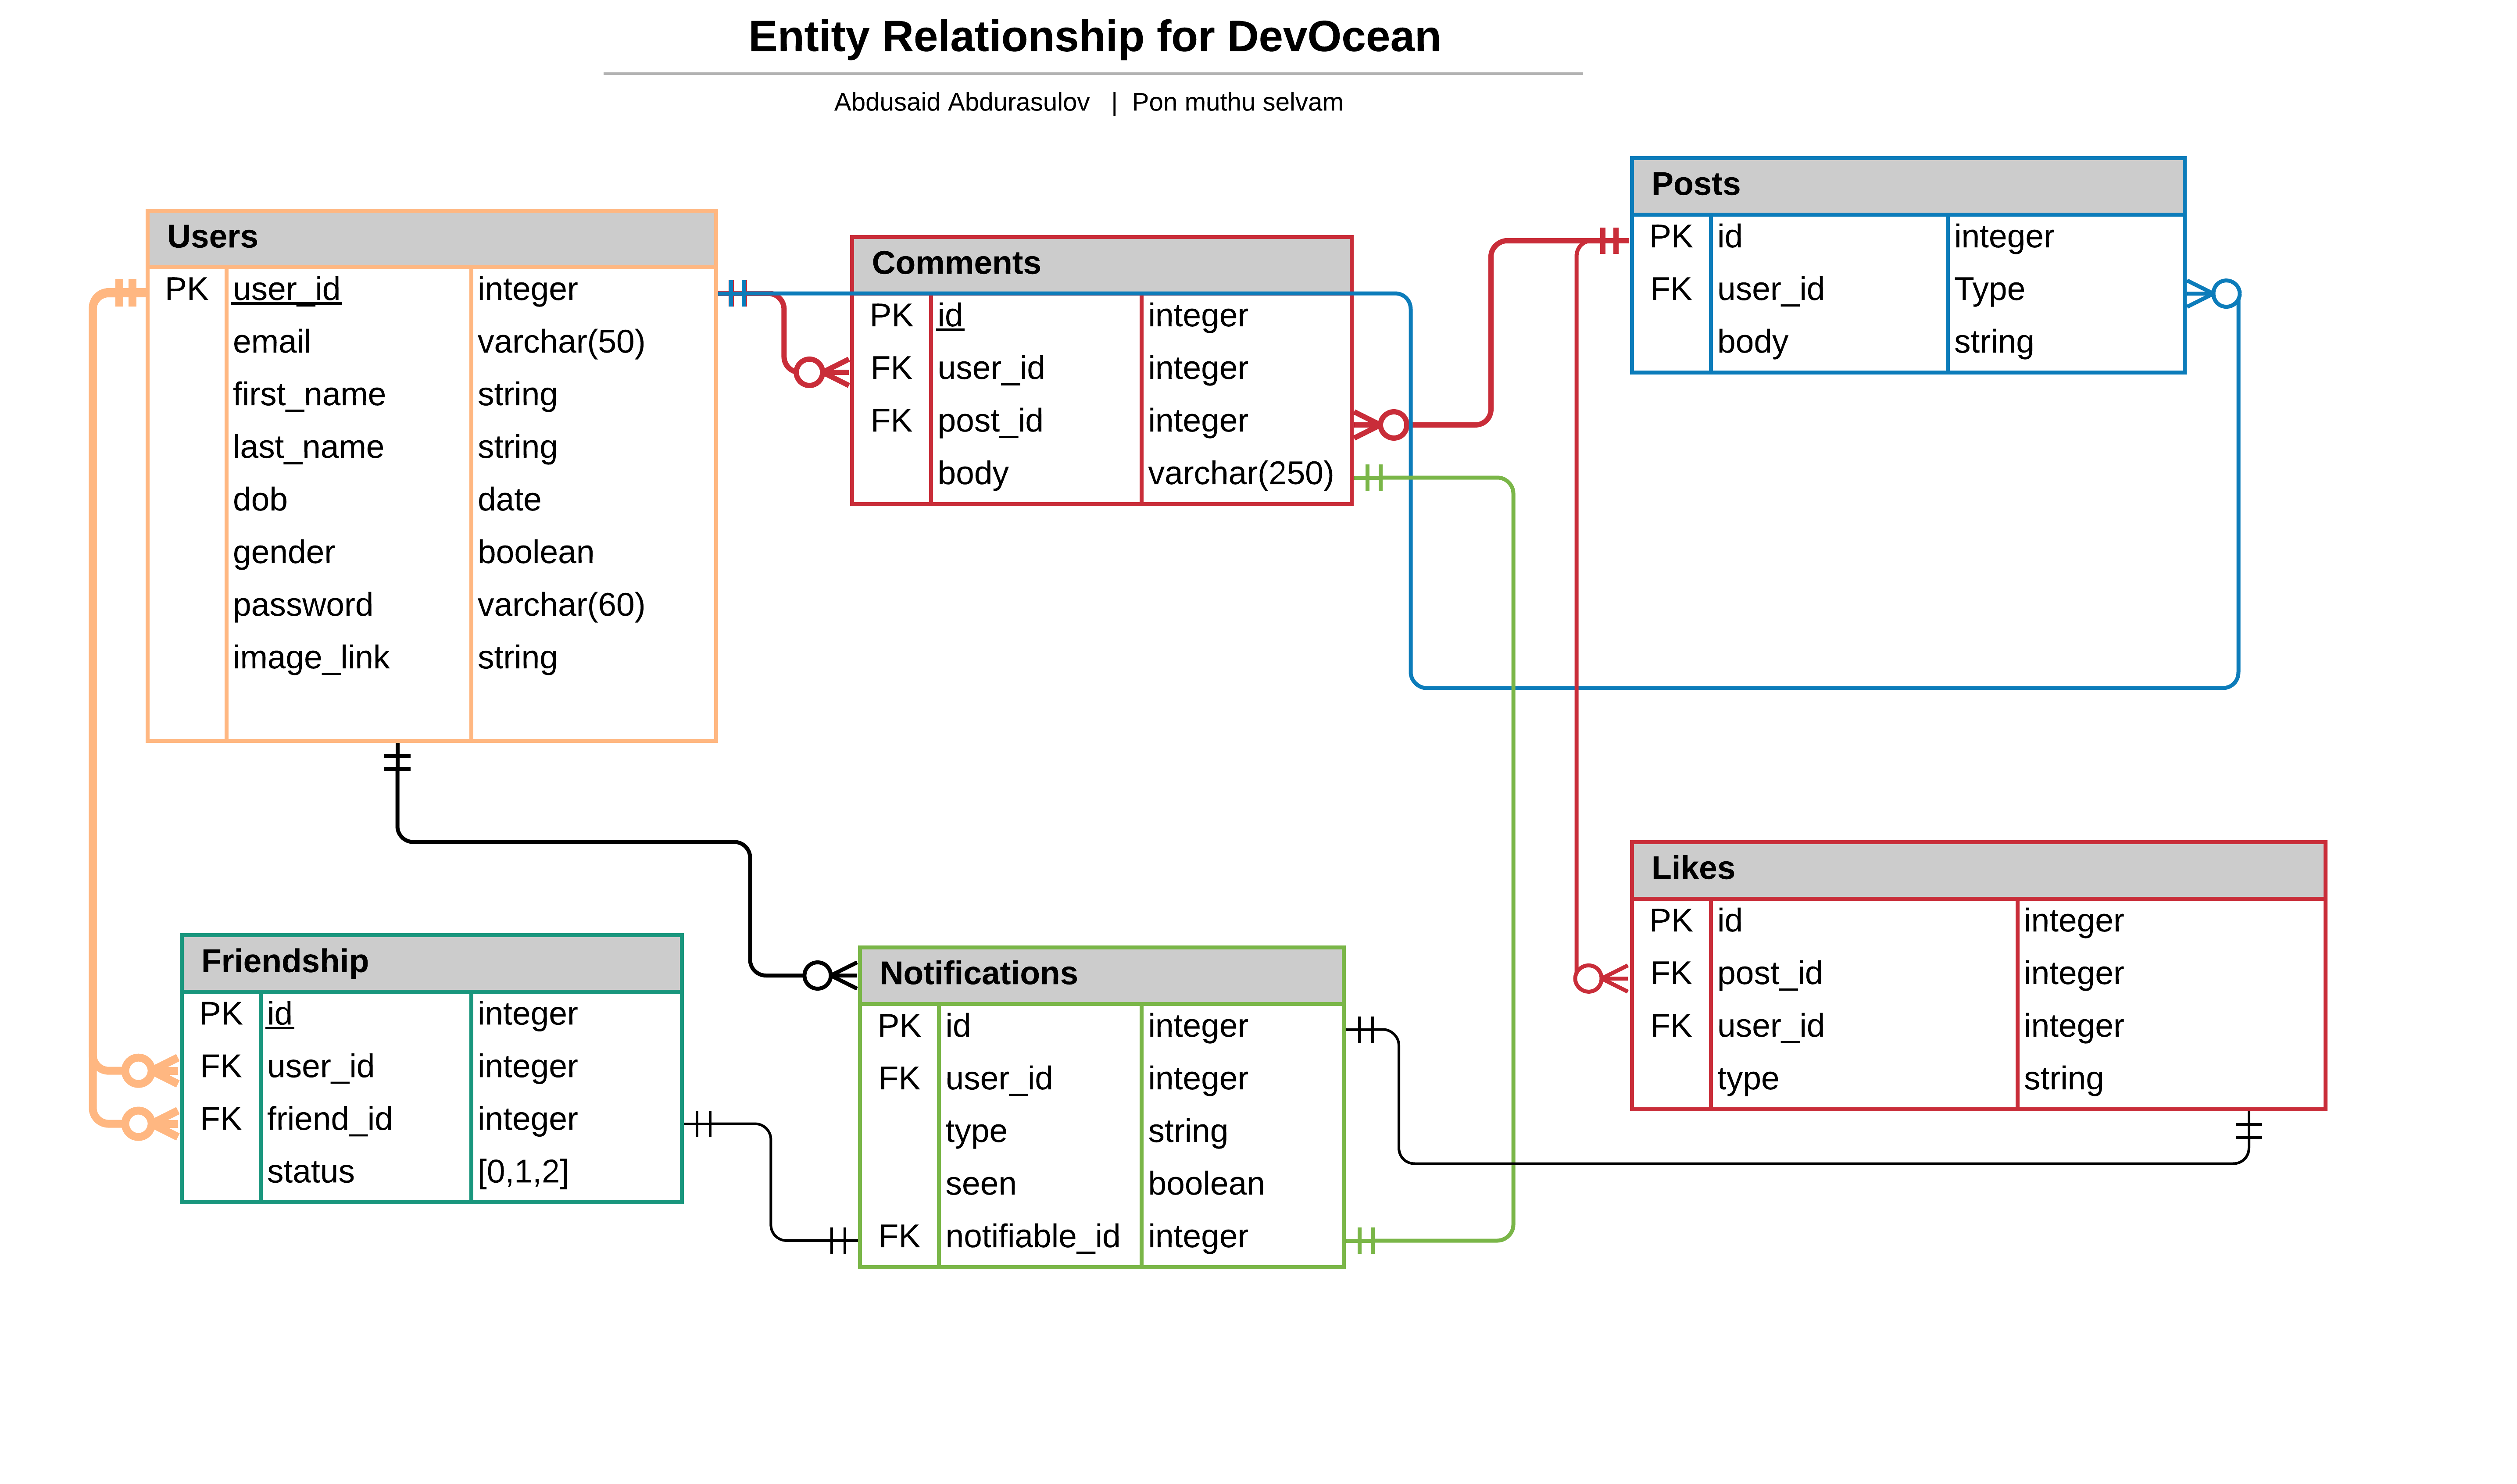 Entity Relationship for DevOcean
Abdusaid Abdurasulov | Pon muthu selvam
Users
PK user_id integer
email varchar(50)
first_name string
last_name string
dob date
gender boolean
password varchar(60)
image_link string
Comments
PK id integer
FK user_id integer
FK post_id integer
body varchar(250)
Posts
PK id integer
FK user_id Type
body string
Friendship
PK id integer
FK user_id integer
FK friend_id integer
status [0,1,2]
Notifications
PK id integer
FK user_id integer
type string
seen boolean
FK notifiable_id integer
Likes
PK id integer
FK post_id integer
FK user_id integer
type string